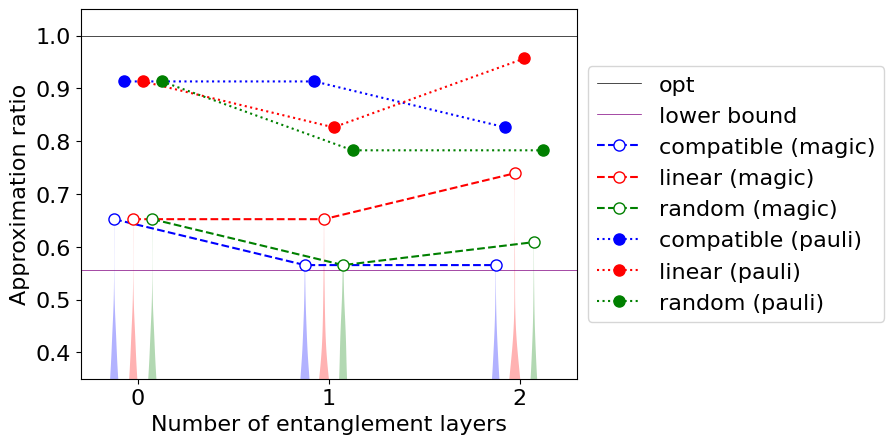 1.0
0.9
0.8
0.7
0.6
0.5
0.4
Approximation ratio
0 1 2
Number of entanglement layers
opt
lower bound
compatible (magic)
linear (magic)
random (magic)
compatible (pauli)
linear (pauli)
random (pauli)